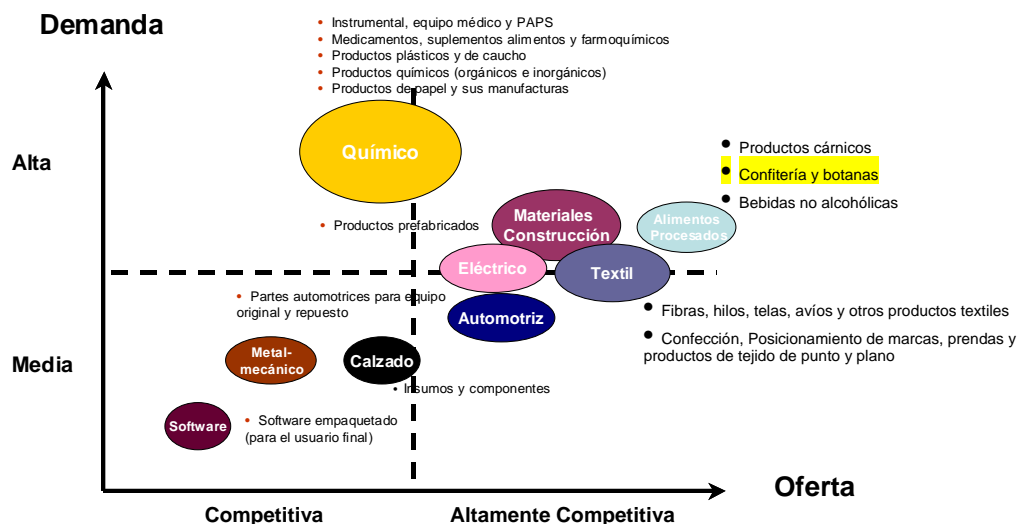 Demanda
• Instrumental, equipo médico y PAPS
• Medicamentos, suplementos alimentos y farmoquímicos
• Productos plásticos y de caucho
• Productos químicos (orgánicos e inorgánicos)
• Productos de papel y sus manufacturas
Químico
Alta
• Productos cárnicos
• Confitería y botanas
• Bebidas no alcohólicas
• Productos prefabricados
Materiales
Construcción
Alimentos
Procesados
Eléctrico
Textil
• Partes automotrices para equipo
original y repuesto
Automotriz
• Fibras, hilos, telas, avíos y otros productos textiles
• Confección, Posicionamiento de marcas, prendas y
productos de tejido de punto y plano
Media
Metal-
mecánico
Calzado
• Insumos y componentes
Software
• Software empaquetado
(para el usuario final)
Oferta
Competitiva
Altamente Competitiva